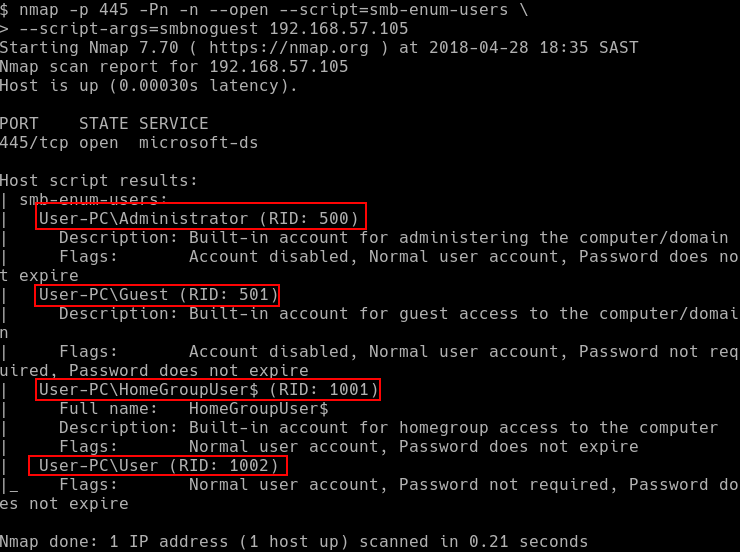 $ nmap -p 445 -Pn -n --open --script=smb-enum-users \
> --script-args=smbnoguest 192.168.57.105
Starting Nmap 7.70 ( https://nmap.org ) at 2018-04-28 18:35 SAST
Nmap scan report for 192.168.57.105
Host is up (0.00030s latency).

PORT    STATE SERVICE
445/tcp open  microsoft-ds

Host script results:
| smb-enum-users:
|   User-PC\Administrator (RID: 500)
|     Description: Built-in account for administering the computer/domain
|     Flags:       Account disabled, Normal user account, Password does no
t expire
|   User-PC\Guest (RID: 501)
|     Description: Built-in account for guest access to the computer/domai
n
|     Flags:       Account disabled, Normal user account, Password not req
uired, Password does not expire
|   User-PC\HomeGroupUser$ (RID: 1001)
|     Full name:   HomeGroupUser$
|     Description: Built-in account for homegroup access to the computer
|     Flags:       Normal user account, Password does not expire
|   User-PC\User (RID: 1002)
|_    Flags:       Normal user account, Password not required, Password do
es not expire

Nmap done: 1 IP address (1 host up) scanned in 0.21 seconds